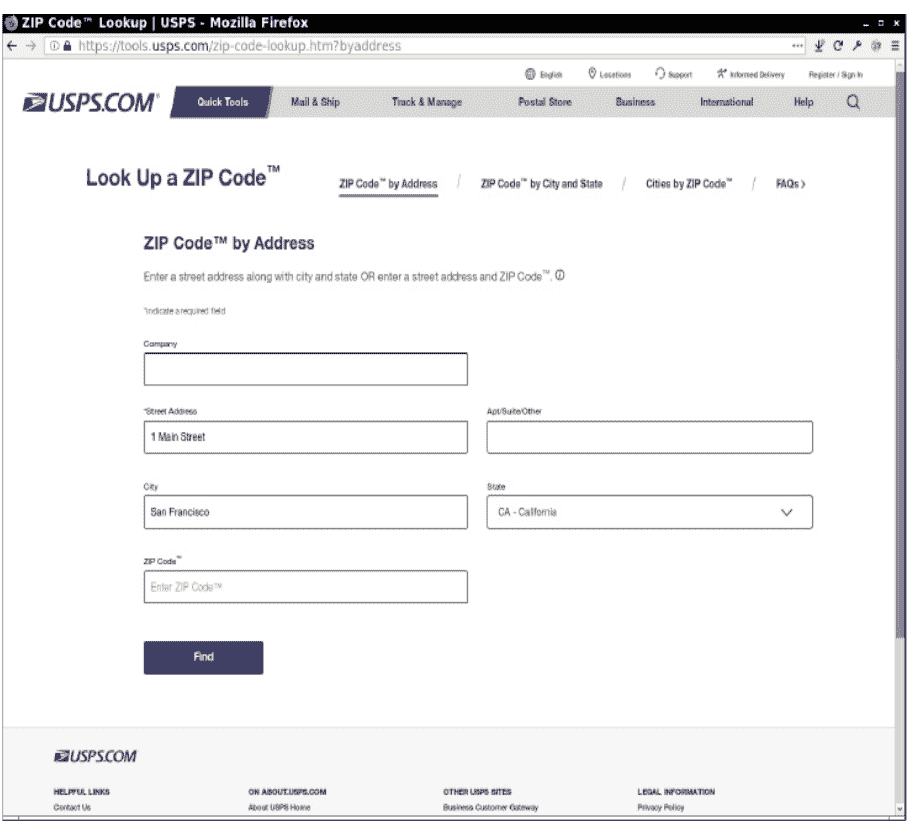 ZIP Code™ Lookup | USPS - Mozilla Firefox
https://tools.usps.com/zip-code-lookup.htm?byaddress
English Locations Support Informed Delivery Register / Sign In
USPS.COM® Quick Tools Mail & Ship Track & Manage Postal Store Business International Help
Look Up a ZIP Code™
ZIP Code™ by Address / ZIP Code™ by City and State / Cities by ZIP Code™ / FAQs >
ZIP Code™ by Address
Enter a street address along with city and state OR enter a street address and ZIP Code™.
*indicate a required field
Company
*Street Address Apt/Suite/Other
1 Main Street
City State
San Francisco CA - California
ZIP Code™
Enter ZIP Code™
Find
USPS.COM
HELPFUL LINKS ON ABOUT.USPS.COM OTHER USPS SITES LEGAL INFORMATION
Contact Us About USPS Home Business Customer Gateway Privacy Policy